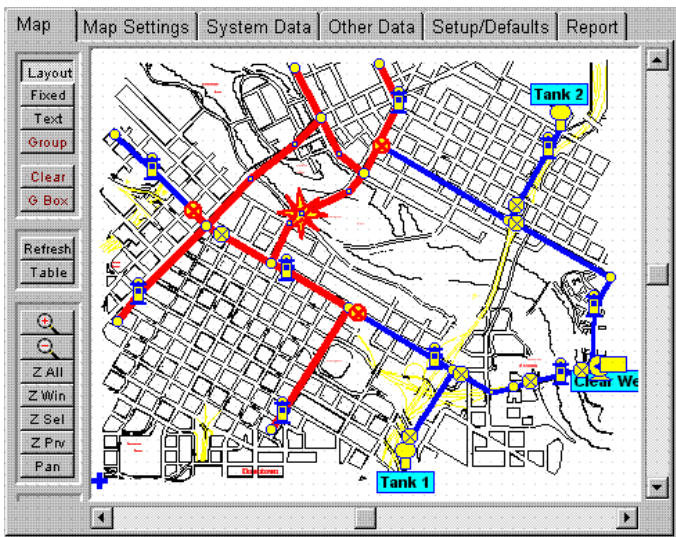 Map
Map Settings
System Data
Other Data
Setup/Defaults
Report
Layout
Fixed
Text
Group
Clear
G Box
Refresh
Table
Z All
Z Win
Z Sel
Z Prv
Pan
Tank 2
Clear We
Downtown
Tank 1